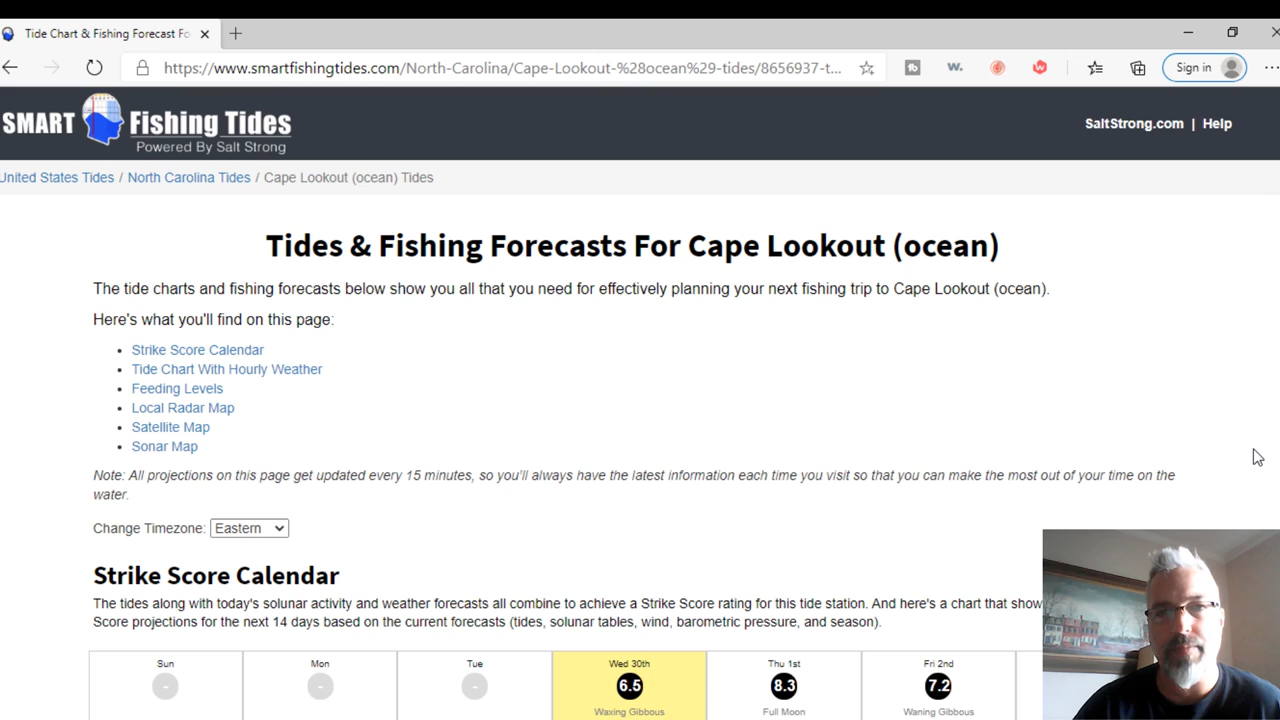 Tide Chart & Fishing Forecast Fo
https://www.smartfishingtides.com/North-Carolina/Cape-Lookout-%28ocean%29-tides/8656937-t...
Sign in
SMART Fishing Tides
Powered By Salt Strong
SaltStrong.com | Help
United States Tides / North Carolina Tides / Cape Lookout (ocean) Tides
Tides & Fishing Forecasts For Cape Lookout (ocean)
The tide charts and fishing forecasts below show you all that you need for effectively planning your next fishing trip to Cape Lookout (ocean).
Here's what you'll find on this page:
Strike Score Calendar
Tide Chart With Hourly Weather
Feeding Levels
Local Radar Map
Satellite Map
Sonar Map
Note: All projections on this page get updated every 15 minutes, so you'll always have the latest information each time you visit so that you can make the most out of your time on the
water.
Change Timezone: Eastern
Strike Score Calendar
The tides along with today's solunar activity and weather forecasts all combine to achieve a Strike Score rating for this tide station. And here's a chart that show
Score projections for the next 14 days based on the current forecasts (tides, solunar tables, wind, barometric pressure, and season).
Sun Mon Tue Wed 30th Thu 1st Fri 2nd
- - - 6.5 8.3 7.2
Waxing Gibbous Full Moon Waning Gibbous